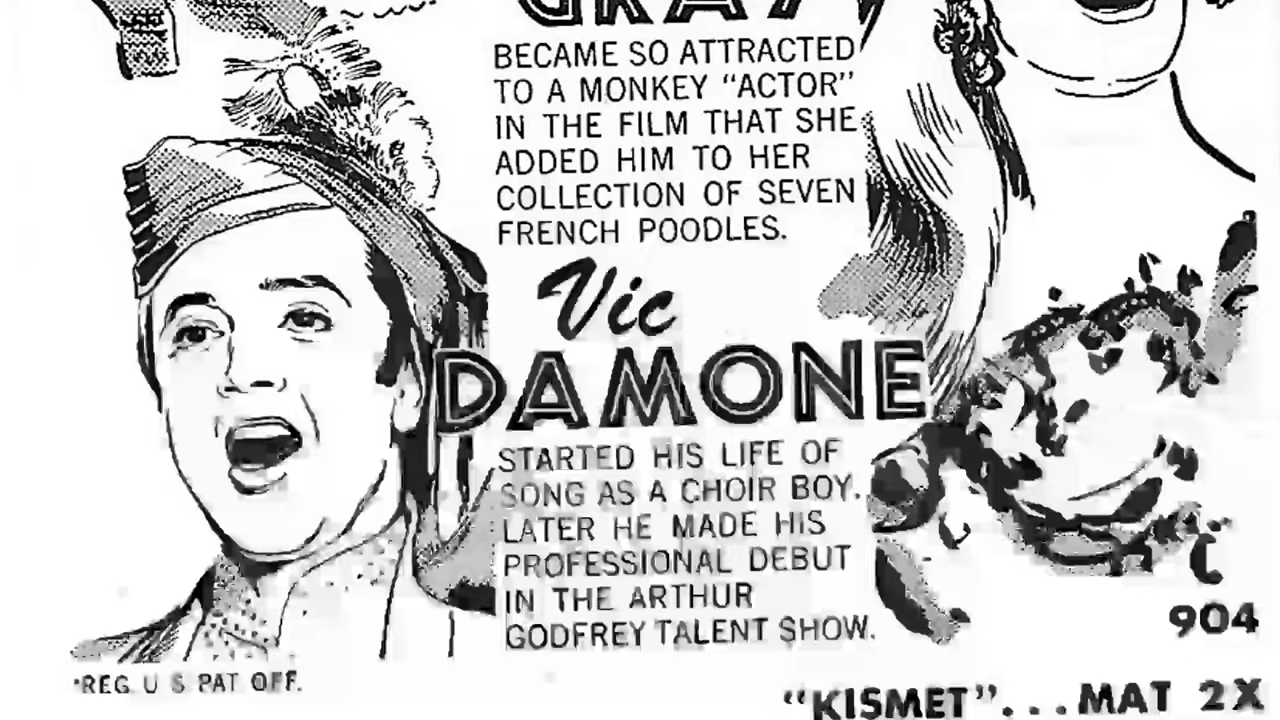 GRAY
BECAME SO ATTRACTED
TO A MONKEY "ACTOR"
IN THE FILM THAT SHE
ADDED HIM TO HER
COLLECTION OF SEVEN
FRENCH POODLES.
Vic
DAMONE
STARTED HIS LIFE OF
SONG AS A CHOIR BOY.
LATER HE MADE HIS
PROFESSIONAL DEBUT
IN THE ARTHUR
GODFREY TALENT SHOW.
904
*REG. U S PAT OFF.
"KISMET"...MAT 2X